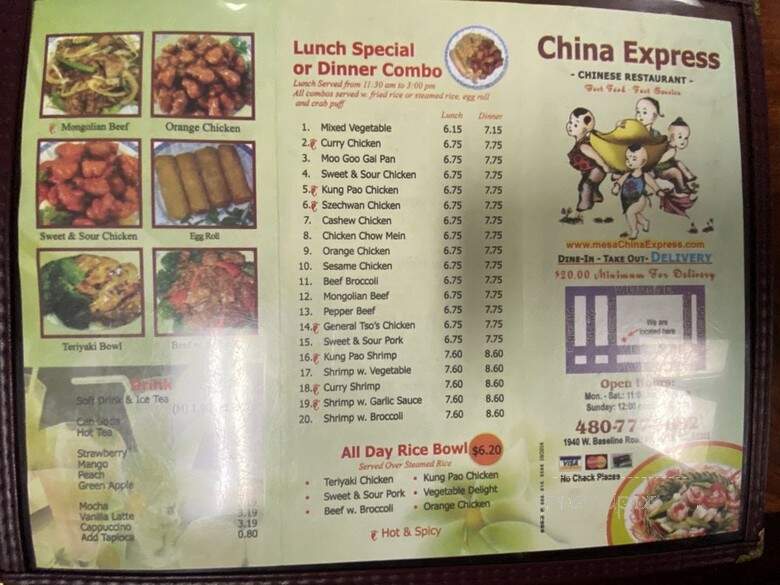 Mongolian Beef
Orange Chicken
Sweet & Sour Chicken
Egg Roll
Teriyaki Bowl
Drink
Soft Drink & Ice Tea
Hot Tea
Strawberry
Mango
Peach
Green Apple
Mocha
Vanilla Latte 3.19
Cappuccino 3.19
Add Tapioca 0.80
Lunch Special
or Dinner Combo
Lunch Served from 11:30 am to 3:00 pm
All combos served w. fried rice or steamed rice, egg roll
and crab puff
Lunch Dinner
1. Mixed Vegetable 6.15 7.15
2. Curry Chicken 6.75 7.75
3. Moo Goo Gai Pan 6.75 7.75
4. Sweet & Sour Chicken 6.75 7.75
5. Kung Pao Chicken 6.75 7.75
6. Szechwan Chicken 6.75 7.75
7. Cashew Chicken 6.75 7.75
8. Chicken Chow Mein 6.75 7.75
9. Orange Chicken 6.75 7.75
10. Sesame Chicken 6.75 7.75
11. Beef Broccoli 6.75 7.75
12. Mongolian Beef 6.75 7.75
13. Pepper Beef 6.75 7.75
14. General Tso's Chicken 6.75 7.75
15. Sweet & Sour Pork 6.75 7.75
16. Kung Pao Shrimp 7.60 8.60
17. Shrimp w. Vegetable 7.60 8.60
18. Curry Shrimp 7.60 8.60
19. Shrimp w. Garlic Sauce 7.60 8.60
20. Shrimp w. Broccoli 7.60 8.60
All Day Rice Bowl $6.20
Served Over Steamed Rice
• Teriyaki Chicken • Kung Pao Chicken
• Sweet & Sour Pork • Vegetable Delight
• Beef w. Broccoli • Orange Chicken
Hot & Spicy
China Express
- CHINESE RESTAURANT -
Fast Food - Fast Service
www.mesaChinaExpress.com
DINE-IN - TAKE OUT- DELIVERY
$20.00 Minimum For Delivery
We are
located here
Open Hours:
Mon. - Sat.: 11:0
Sunday: 12:00
480-77
1940 W. Baseline Road
VISA
No Check Please